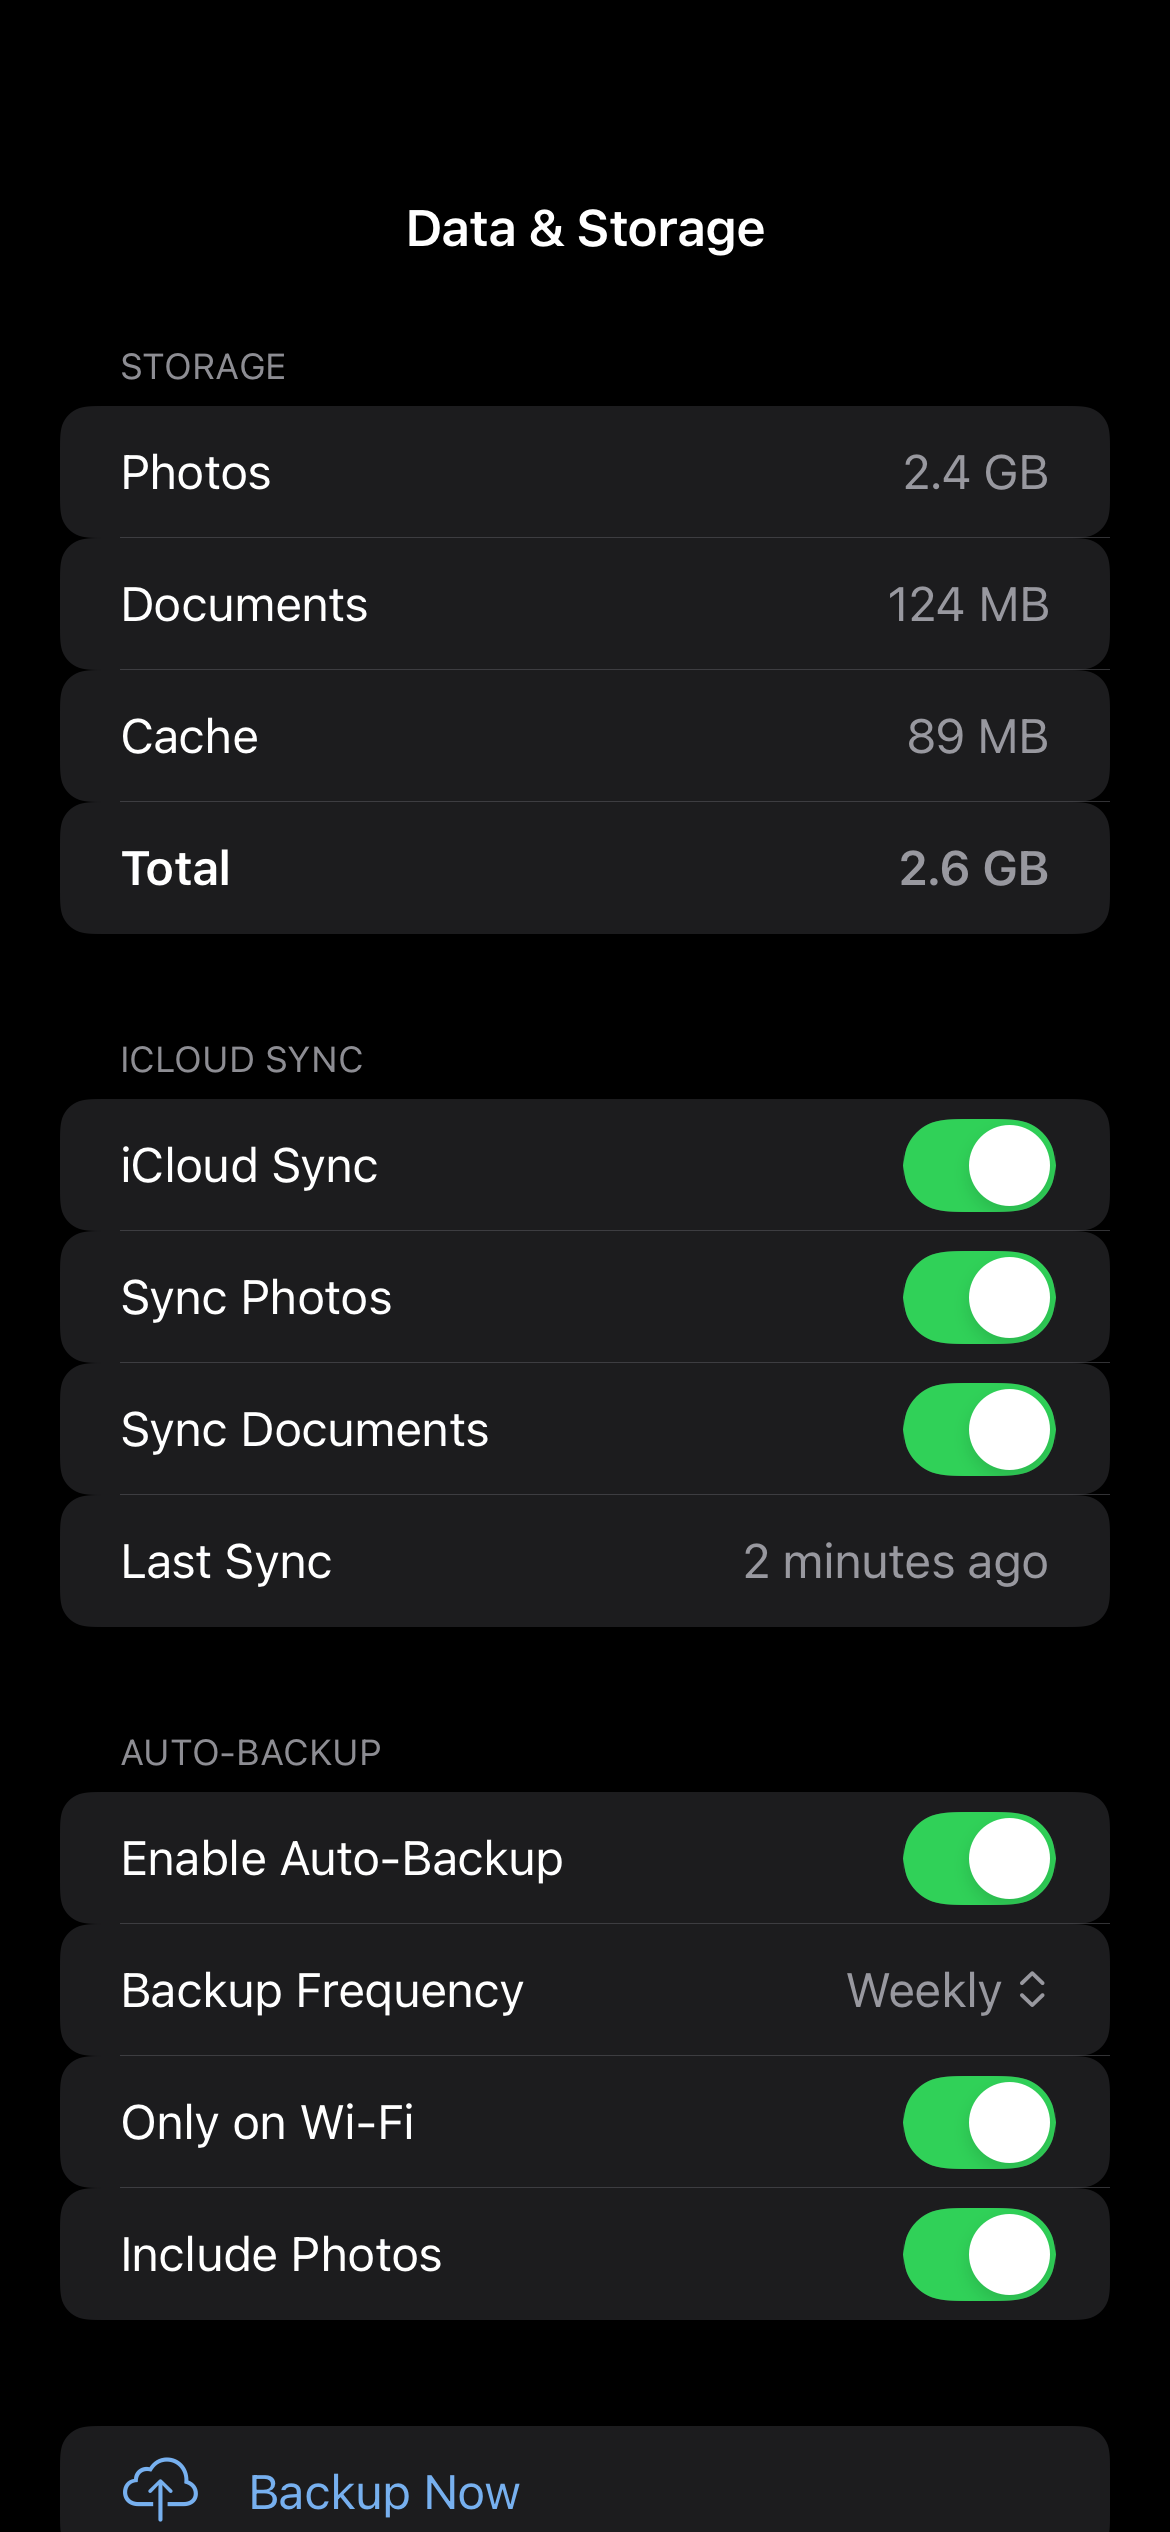 Data & Storage
STORAGE
Photos 2.4 GB
Documents 124 MB
Cache 89 MB
Total 2.6 GB
ICLOUD SYNC
iCloud Sync
Sync Photos
Sync Documents
Last Sync 2 minutes ago
AUTO-BACKUP
Enable Auto-Backup
Backup Frequency Weekly
Only on Wi-Fi
Include Photos
Backup Now